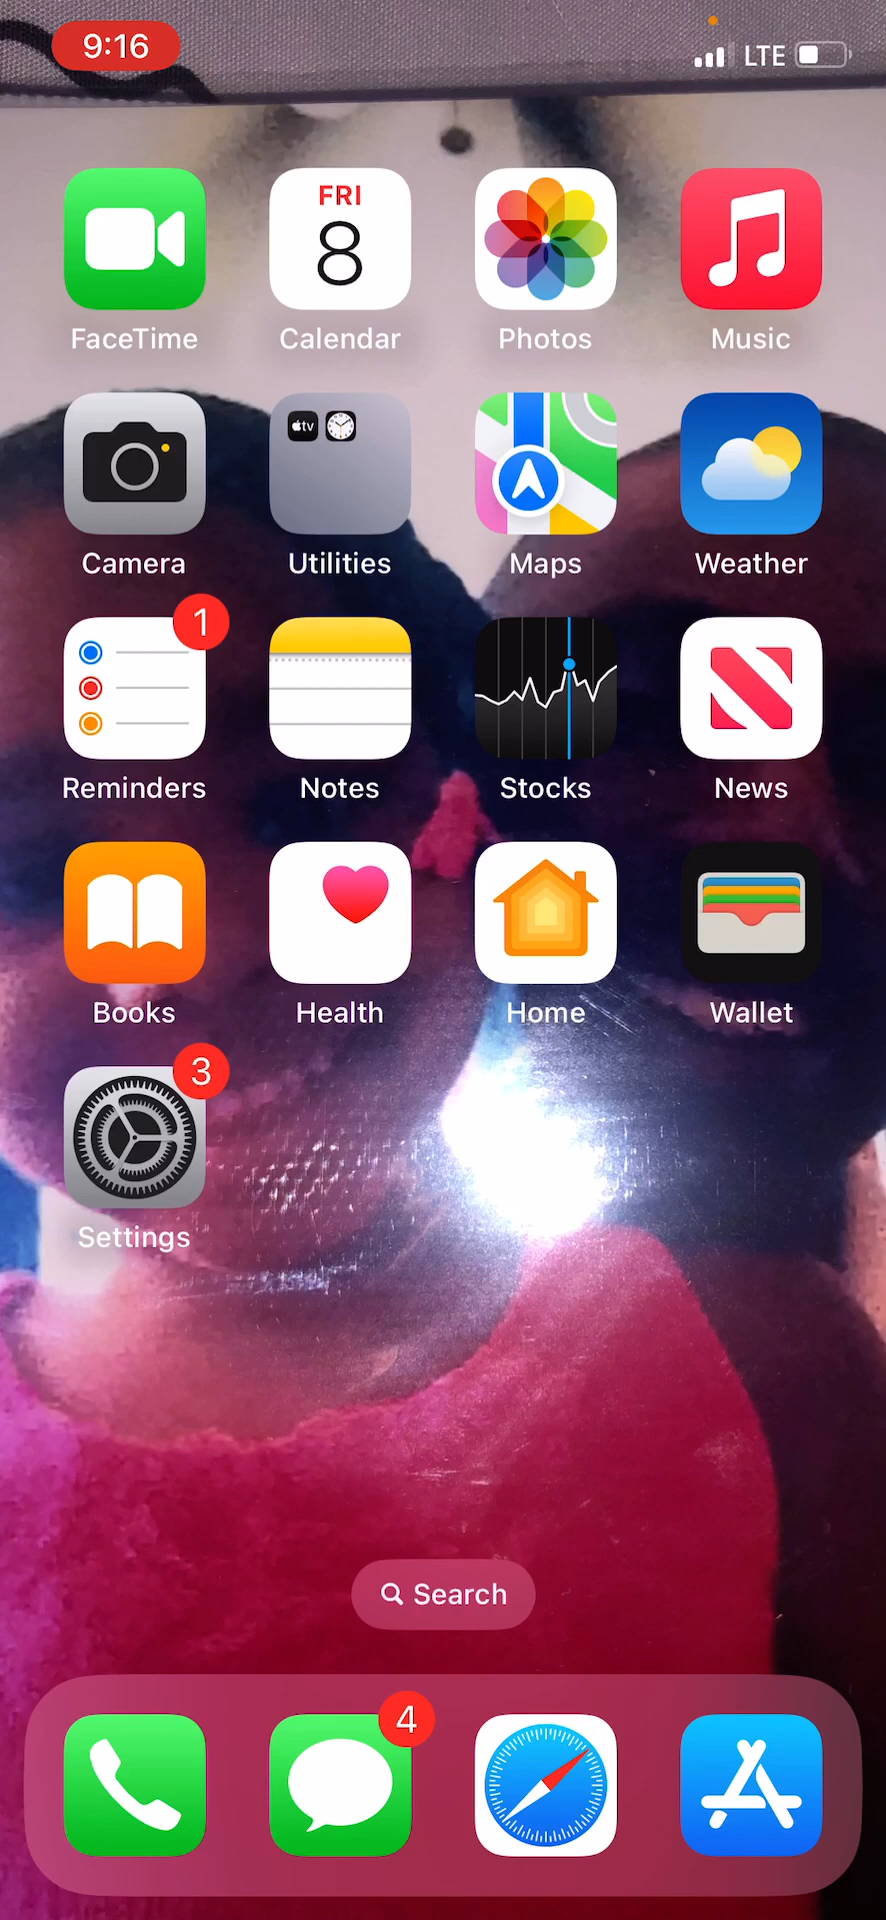 9:16 LTE
FRI
8
FaceTime Calendar Photos Music
tv
Camera Utilities Maps Weather
1
Reminders Notes Stocks News
Books Health Home Wallet
3
Settings
Search
4